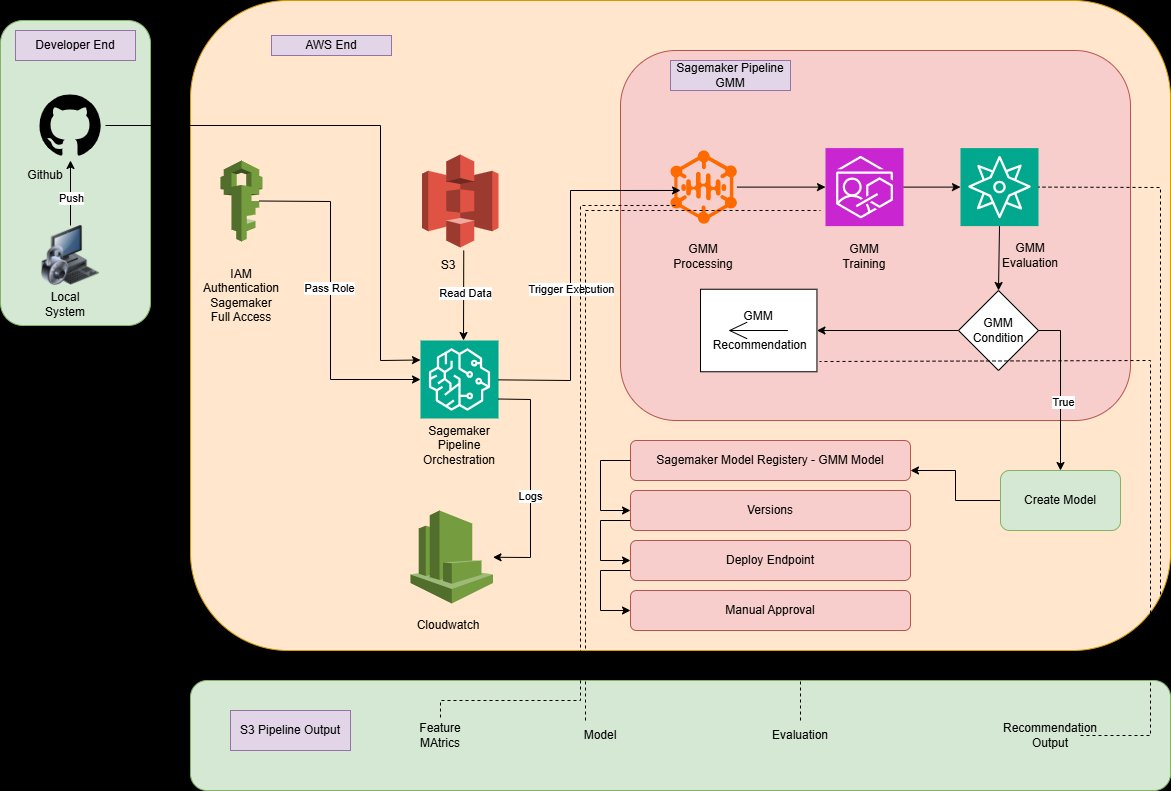 Developer End
Github
Push
Local
System
AWS End
IAM
Authentication
Sagemaker
Full Access
Pass Role
S3
Read Data
Trigger Execution
Sagemaker
Pipeline
Orchestration
Logs
Cloudwatch
Sagemaker Pipeline
GMM
GMM
Processing
GMM
Training
GMM
Evaluation
GMM
Condition
GMM
Recommendation
True
Create Model
Sagemaker Model Registery - GMM Model
Versions
Deploy Endpoint
Manual Approval
S3 Pipeline Output
Feature
MAtrics
Model
Evaluation
Recommendation
Output